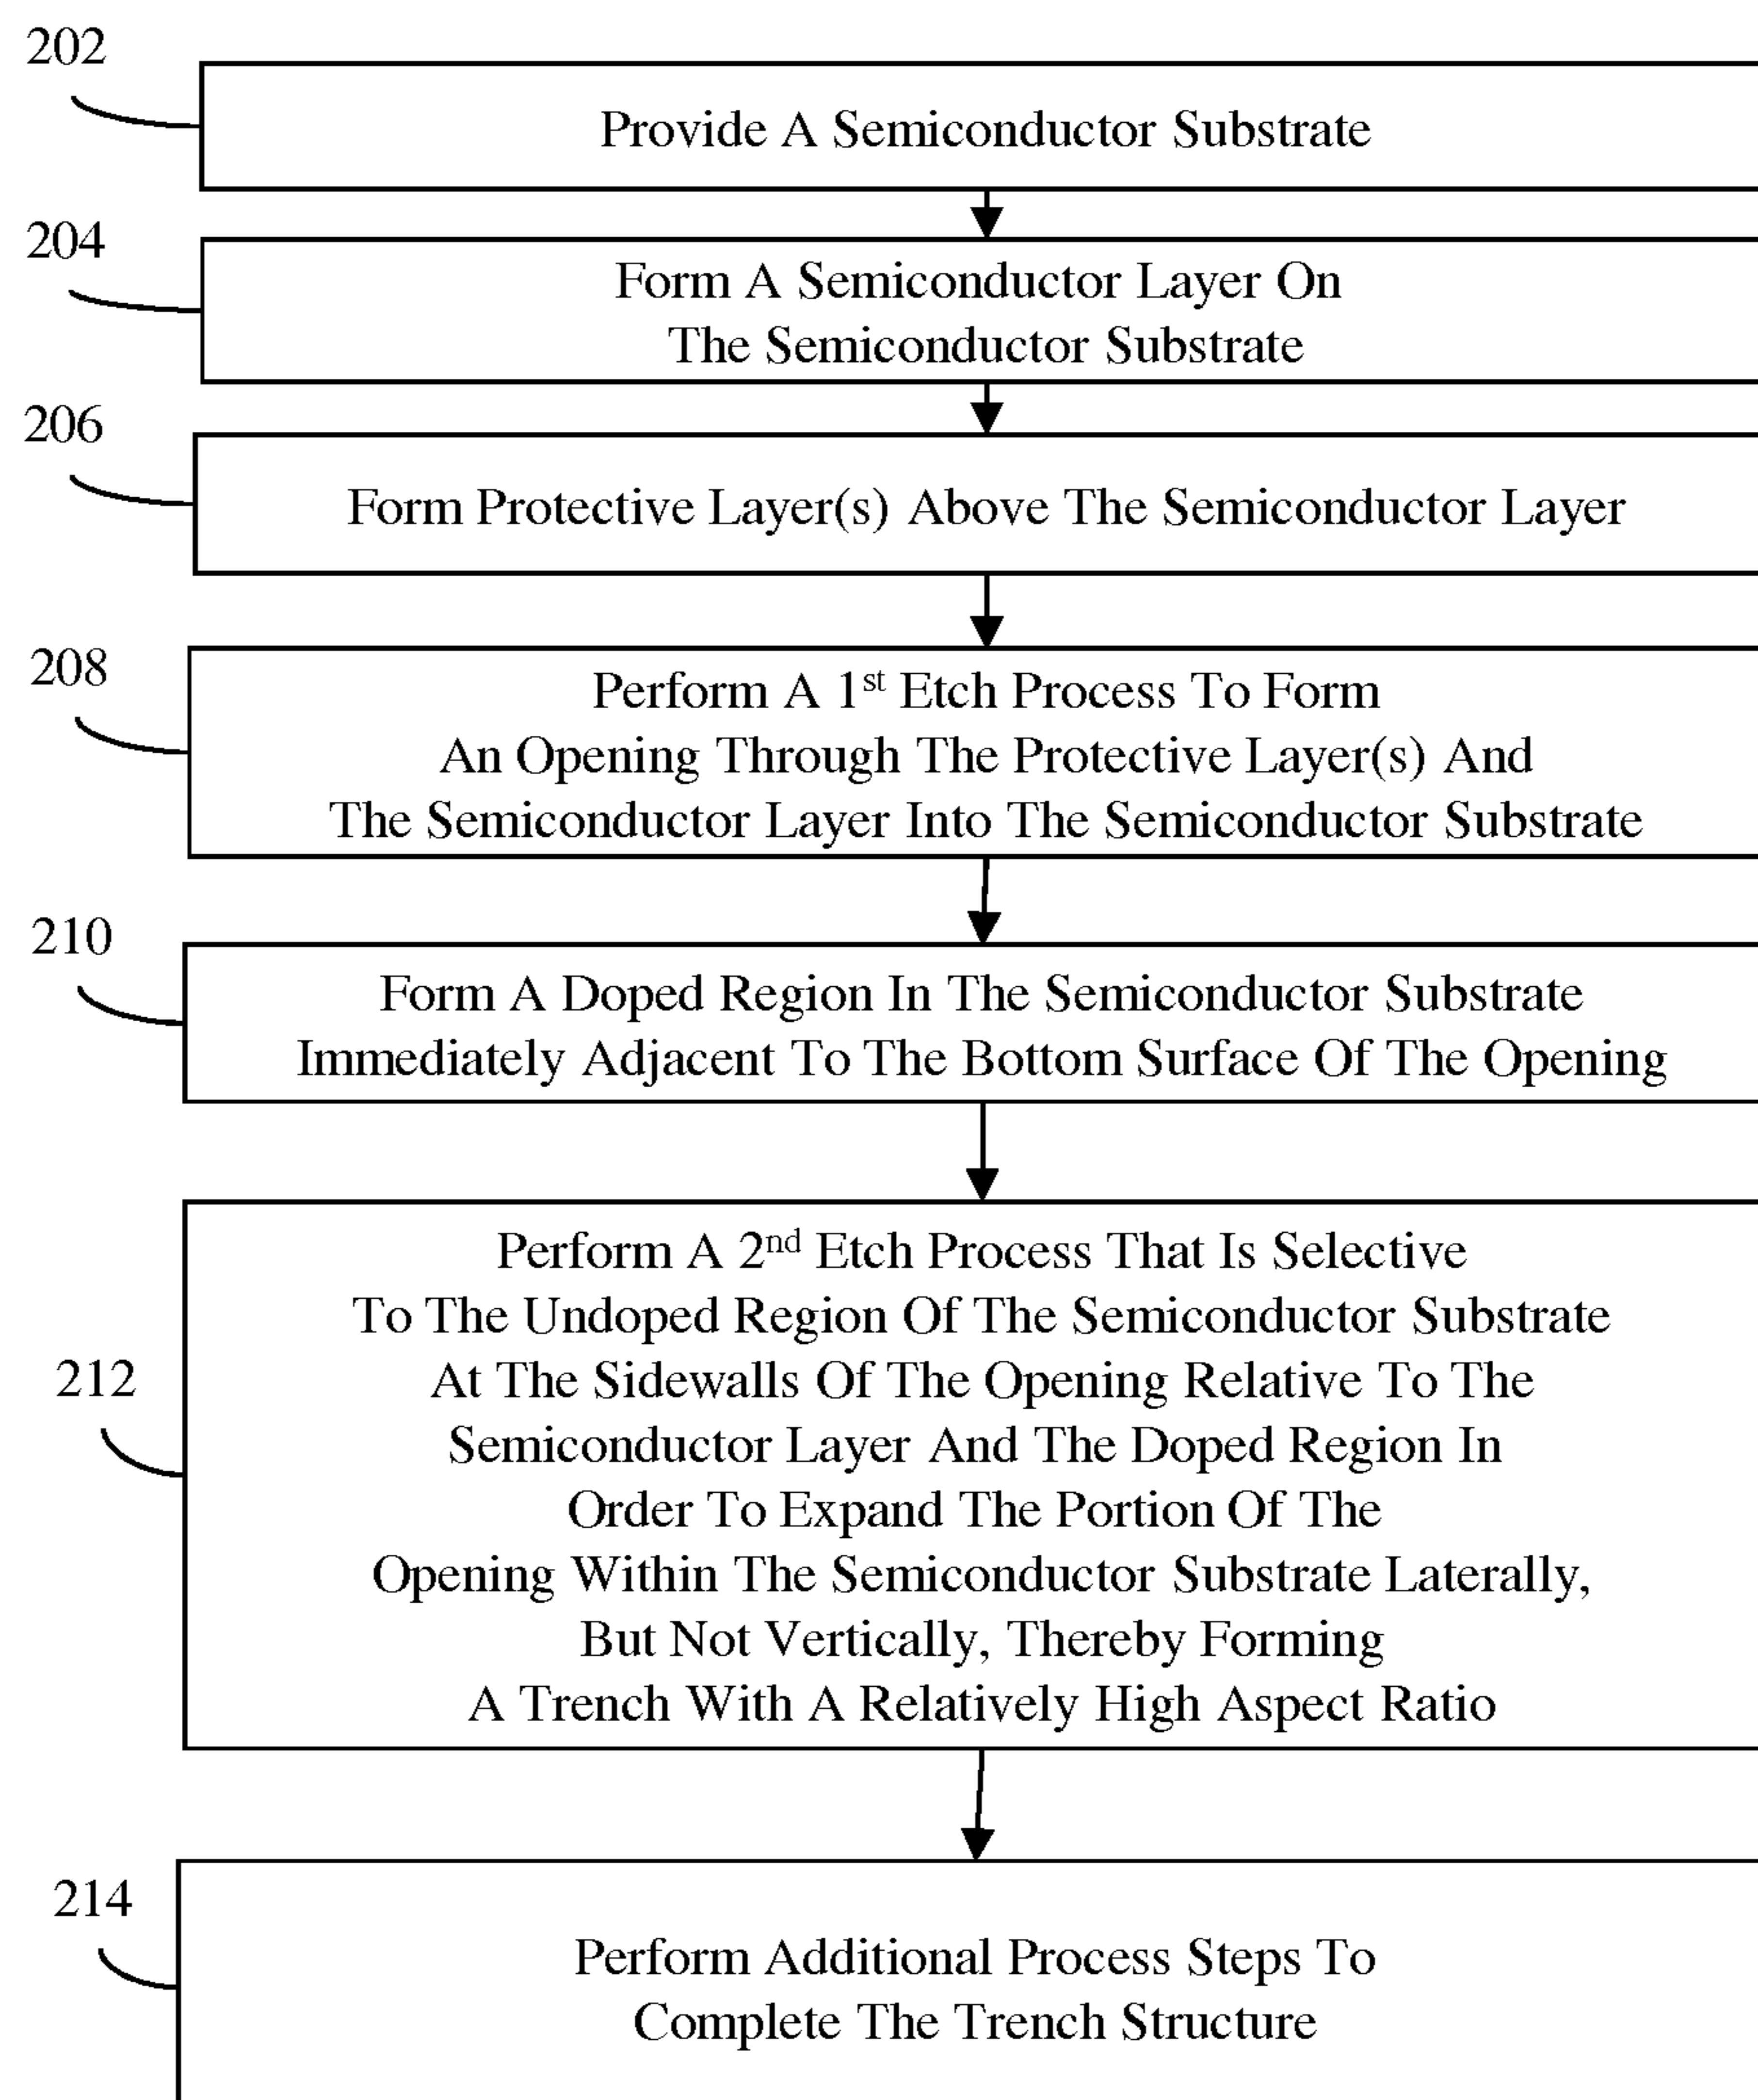 202
Provide A Semiconductor Substrate
204
Form A Semiconductor Layer On
The Semiconductor Substrate
206
Form Protective Layer(s) Above The Semiconductor Layer
208
Perform A 1st Etch Process To Form
An Opening Through The Protective Layer(s) And
The Semiconductor Layer Into The Semiconductor Substrate
210
Form A Doped Region In The Semiconductor Substrate
Immediately Adjacent To The Bottom Surface Of The Opening
212
Perform A 2nd Etch Process That Is Selective
To The Undoped Region Of The Semiconductor Substrate
At The Sidewalls Of The Opening Relative To The
Semiconductor Layer And The Doped Region In
Order To Expand The Portion Of The
Opening Within The Semiconductor Substrate Laterally,
But Not Vertically, Thereby Forming
A Trench With A Relatively High Aspect Ratio
214
Perform Additional Process Steps To
Complete The Trench Structure